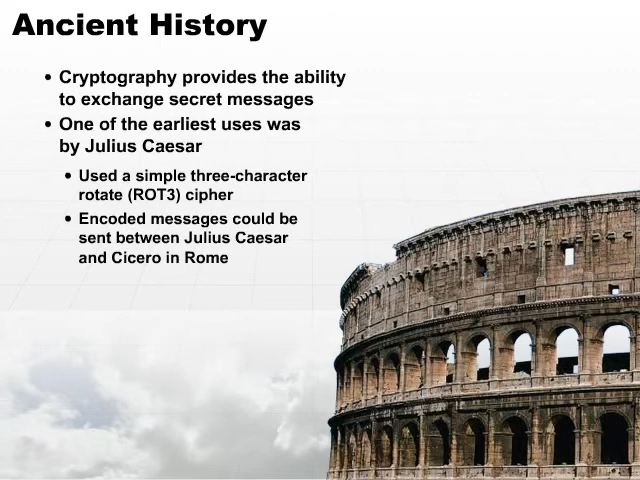 Ancient History
• Cryptography provides the ability
to exchange secret messages
• One of the earliest uses was
by Julius Caesar
• Used a simple three-character
rotate (ROT3) cipher
• Encoded messages could be
sent between Julius Caesar
and Cicero in Rome